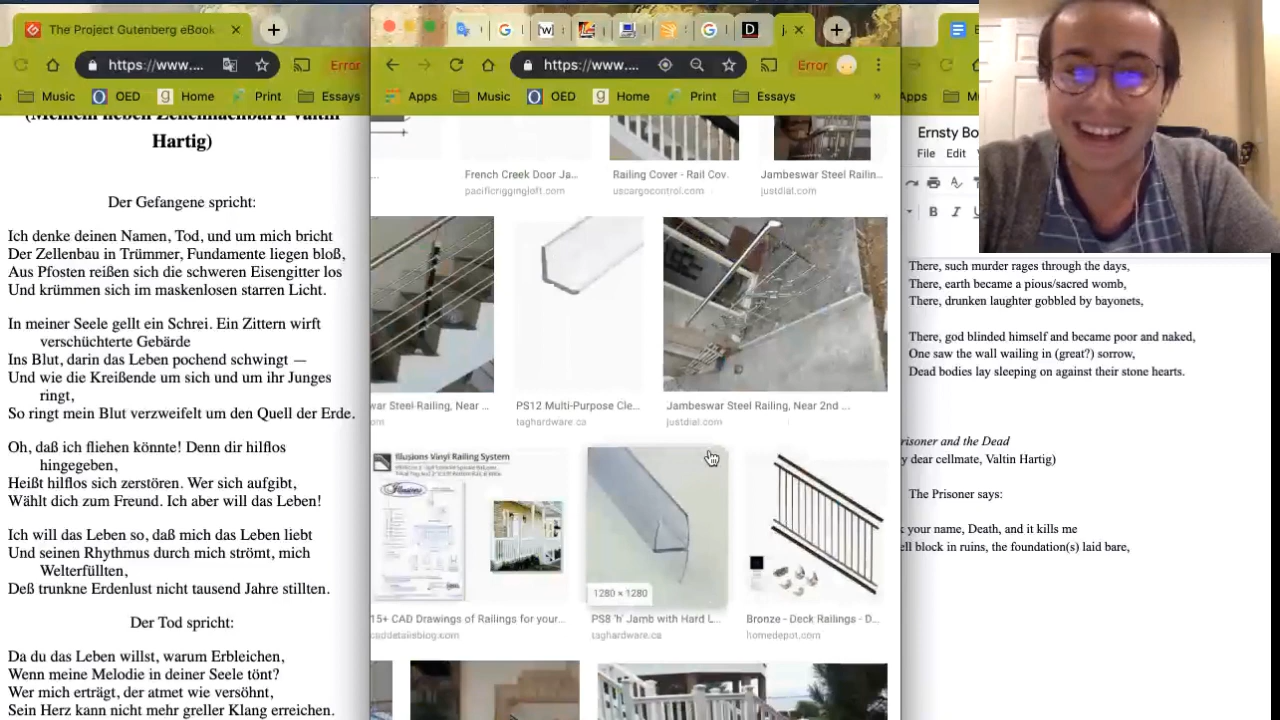 The Project Gutenberg eBook
https://www....
Error
Music
OED
Home
Print
Essays
(Meinem lieben Zellennachbarn Valtin
Hartig)
Der Gefangene spricht:
Ich denke deinen Namen, Tod, und um mich bricht
Der Zellenbau in Trümmer, Fundamente liegen bloß,
Aus Pfosten reißen sich die schweren Eisengitter los
Und krümmen sich im maskenlosen starren Licht.
In meiner Seele gellt ein Schrei. Ein Zittern wirft
verschüchterte Gebärde
Ins Blut, darin das Leben pochend schwingt —
Und wie die Kreißende um sich und um ihr Junges
ringt,
So ringt mein Blut verzweifelt um den Quell der Erde.
Oh, daß ich fliehen könnte! Denn dir hilflos
hingegeben,
Heißt hilflos sich zerstören. Wer sich aufgibt,
Wählt dich zum Freund. Ich aber will das Leben!
Ich will das Leben so, daß mich das Leben liebt
Und seinen Rhythmus durch mich strömt, mich
Welterfüllten,
Deß trunkne Erdenlust nicht tausend Jahre stillten.
Der Tod spricht:
Da du das Leben willst, warum Erbleichen,
Wenn meine Melodie in deiner Seele tönt?
Wer mich erträgt, der atmet wie versöhnt,
Sein Herz kann nicht mehr greller Klang erreichen.
https://www....
Error
Apps
Music
OED
Home
Print
Essays
»
French Creek Door Ja...
pacificriggingloft.com
Railing Cover - Rail Cov...
uscargocontrol.com
Jambeswar Steel Railin...
justdial.com
war Steel Railing, Near ...
om
PS12 Multi-Purpose Cle...
taghardware.ca
Jambeswar Steel Railing, Near 2nd ...
justdial.com
Illusions Vinyl Railing System
Illusions
1280 × 1280
15+ CAD Drawings of Railings for your...
caddetailsblog.com
PS8 'h' Jamb with Hard L...
taghardware.ca
Bronze - Deck Railings - D...
homedepot.com
Apps
Ernsty Bo
File Edit
B I U
There, such murder rages through the days,
There, earth became a pious/sacred womb,
There, drunken laughter gobbled by bayonets,
There, god blinded himself and became poor and naked,
One saw the wall wailing in (great?) sorrow,
Dead bodies lay sleeping on against their stone hearts.
risoner and the Dead
y dear cellmate, Valtin Hartig)
The Prisoner says:
k your name, Death, and it kills me
ell block in ruins, the foundation(s) laid bare,